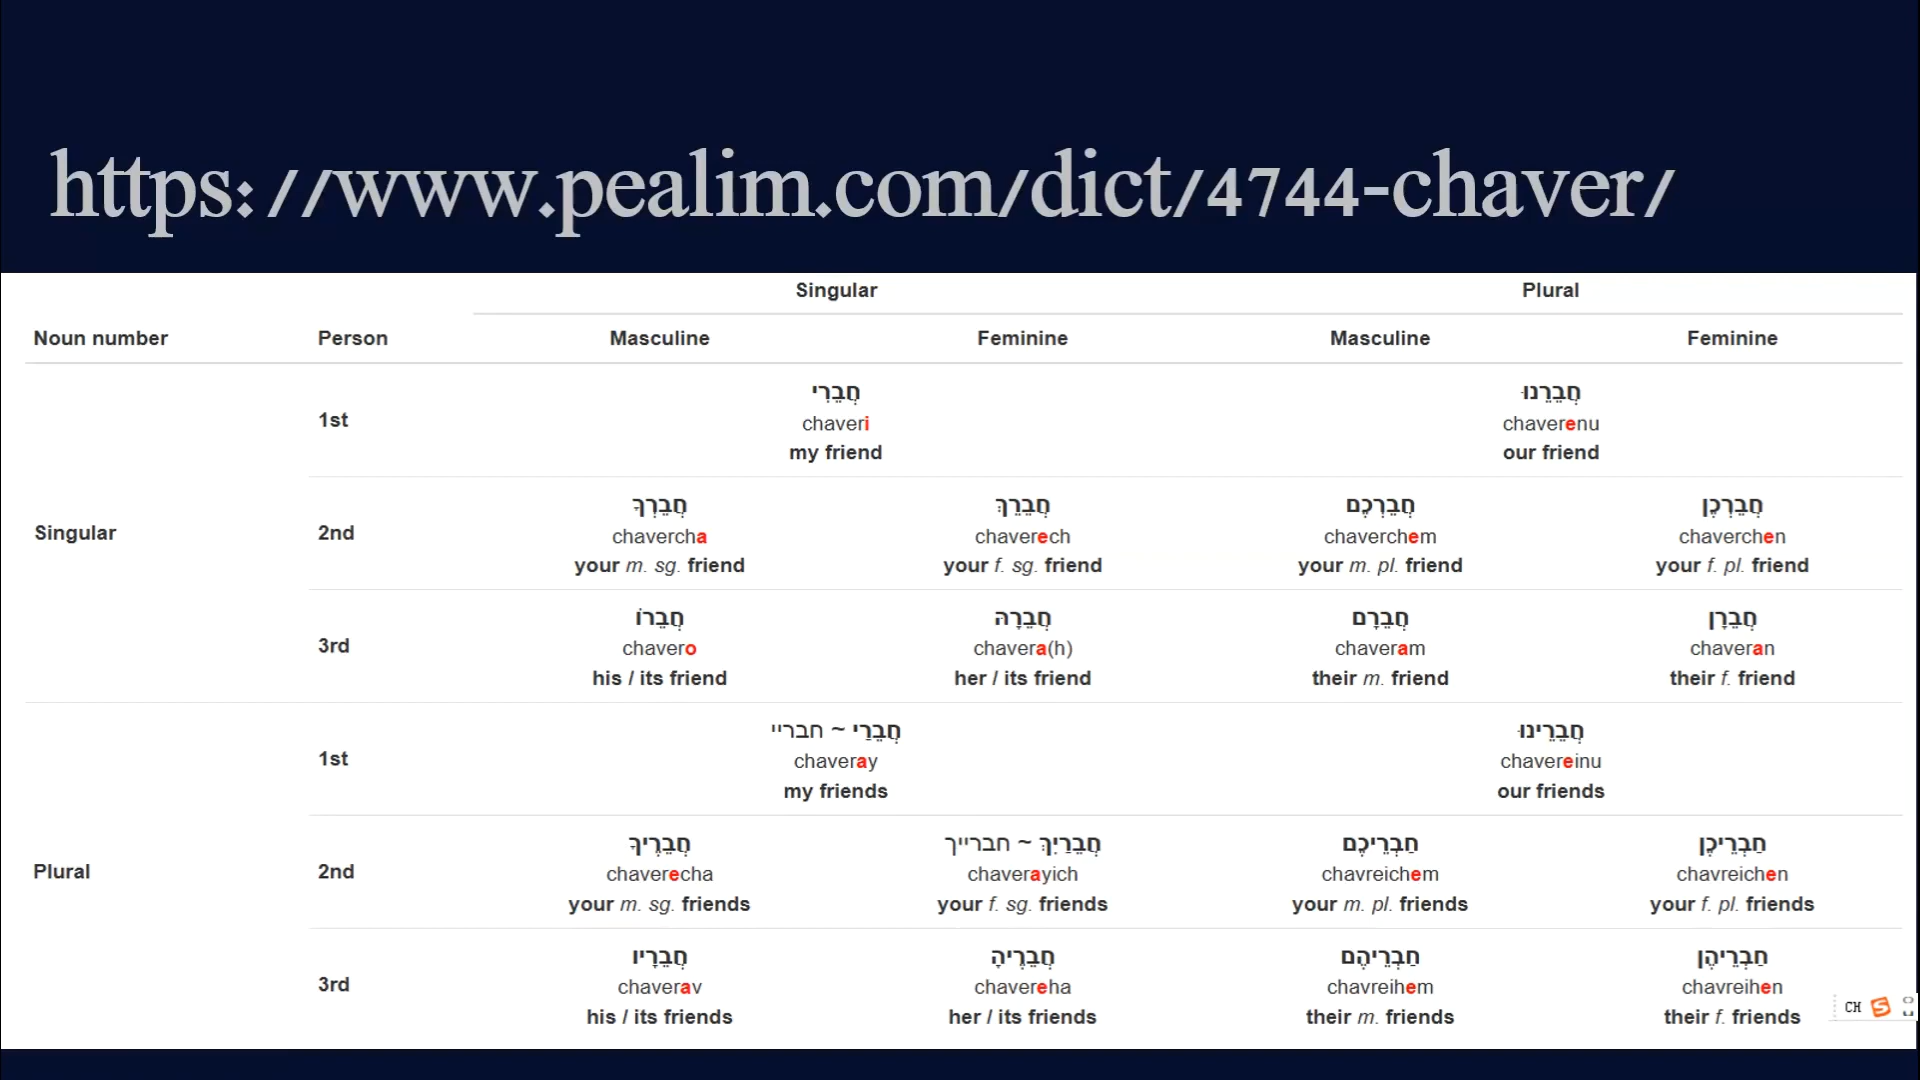 https://www.pealim.com/dict/4744-chaver/
Singular Plural
Noun number Person Masculine Feminine Masculine Feminine
Singular
1st
חֲבֵרִי
chaveri
my friend
חֲבֵרֵנוּ
chaverenu
our friend
2nd
חֲבֵרְךָ
chavercha
your m. sg. friend
חֲבֵרֵךְ
chaverech
your f. sg. friend
חֲבֵרְכֶם
chaverchem
your m. pl. friend
חֲבֵרְכֶן
chaverchen
your f. pl. friend
3rd
חֲבֵרוֹ
chavero
his / its friend
חֲבֵרָהּ
chavera(h)
her / its friend
חֲבֵרָם
chaveram
their m. friend
חֲבֵרָן
chaveran
their f. friend
Plural
1st
חֲבֵרַי ~ חבריי
chaveray
my friends
חֲבֵרֵינוּ
chavereinu
our friends
2nd
חֲבֵרֶיךָ
chaverecha
your m. sg. friends
חֲבֵרַיִךְ ~ חברייך
chaverayich
your f. sg. friends
חַבְרֵיכֶם
chavreichem
your m. pl. friends
חַבְרֵיכֶן
chavreichen
your f. pl. friends
3rd
חֲבֵרָיו
chaverav
his / its friends
חֲבֵרֶיהָ
chavereha
her / its friends
חַבְרֵיהֶם
chavreihem
their m. friends
חַבְרֵיהֶן
chavreihen
their f. friends
CH